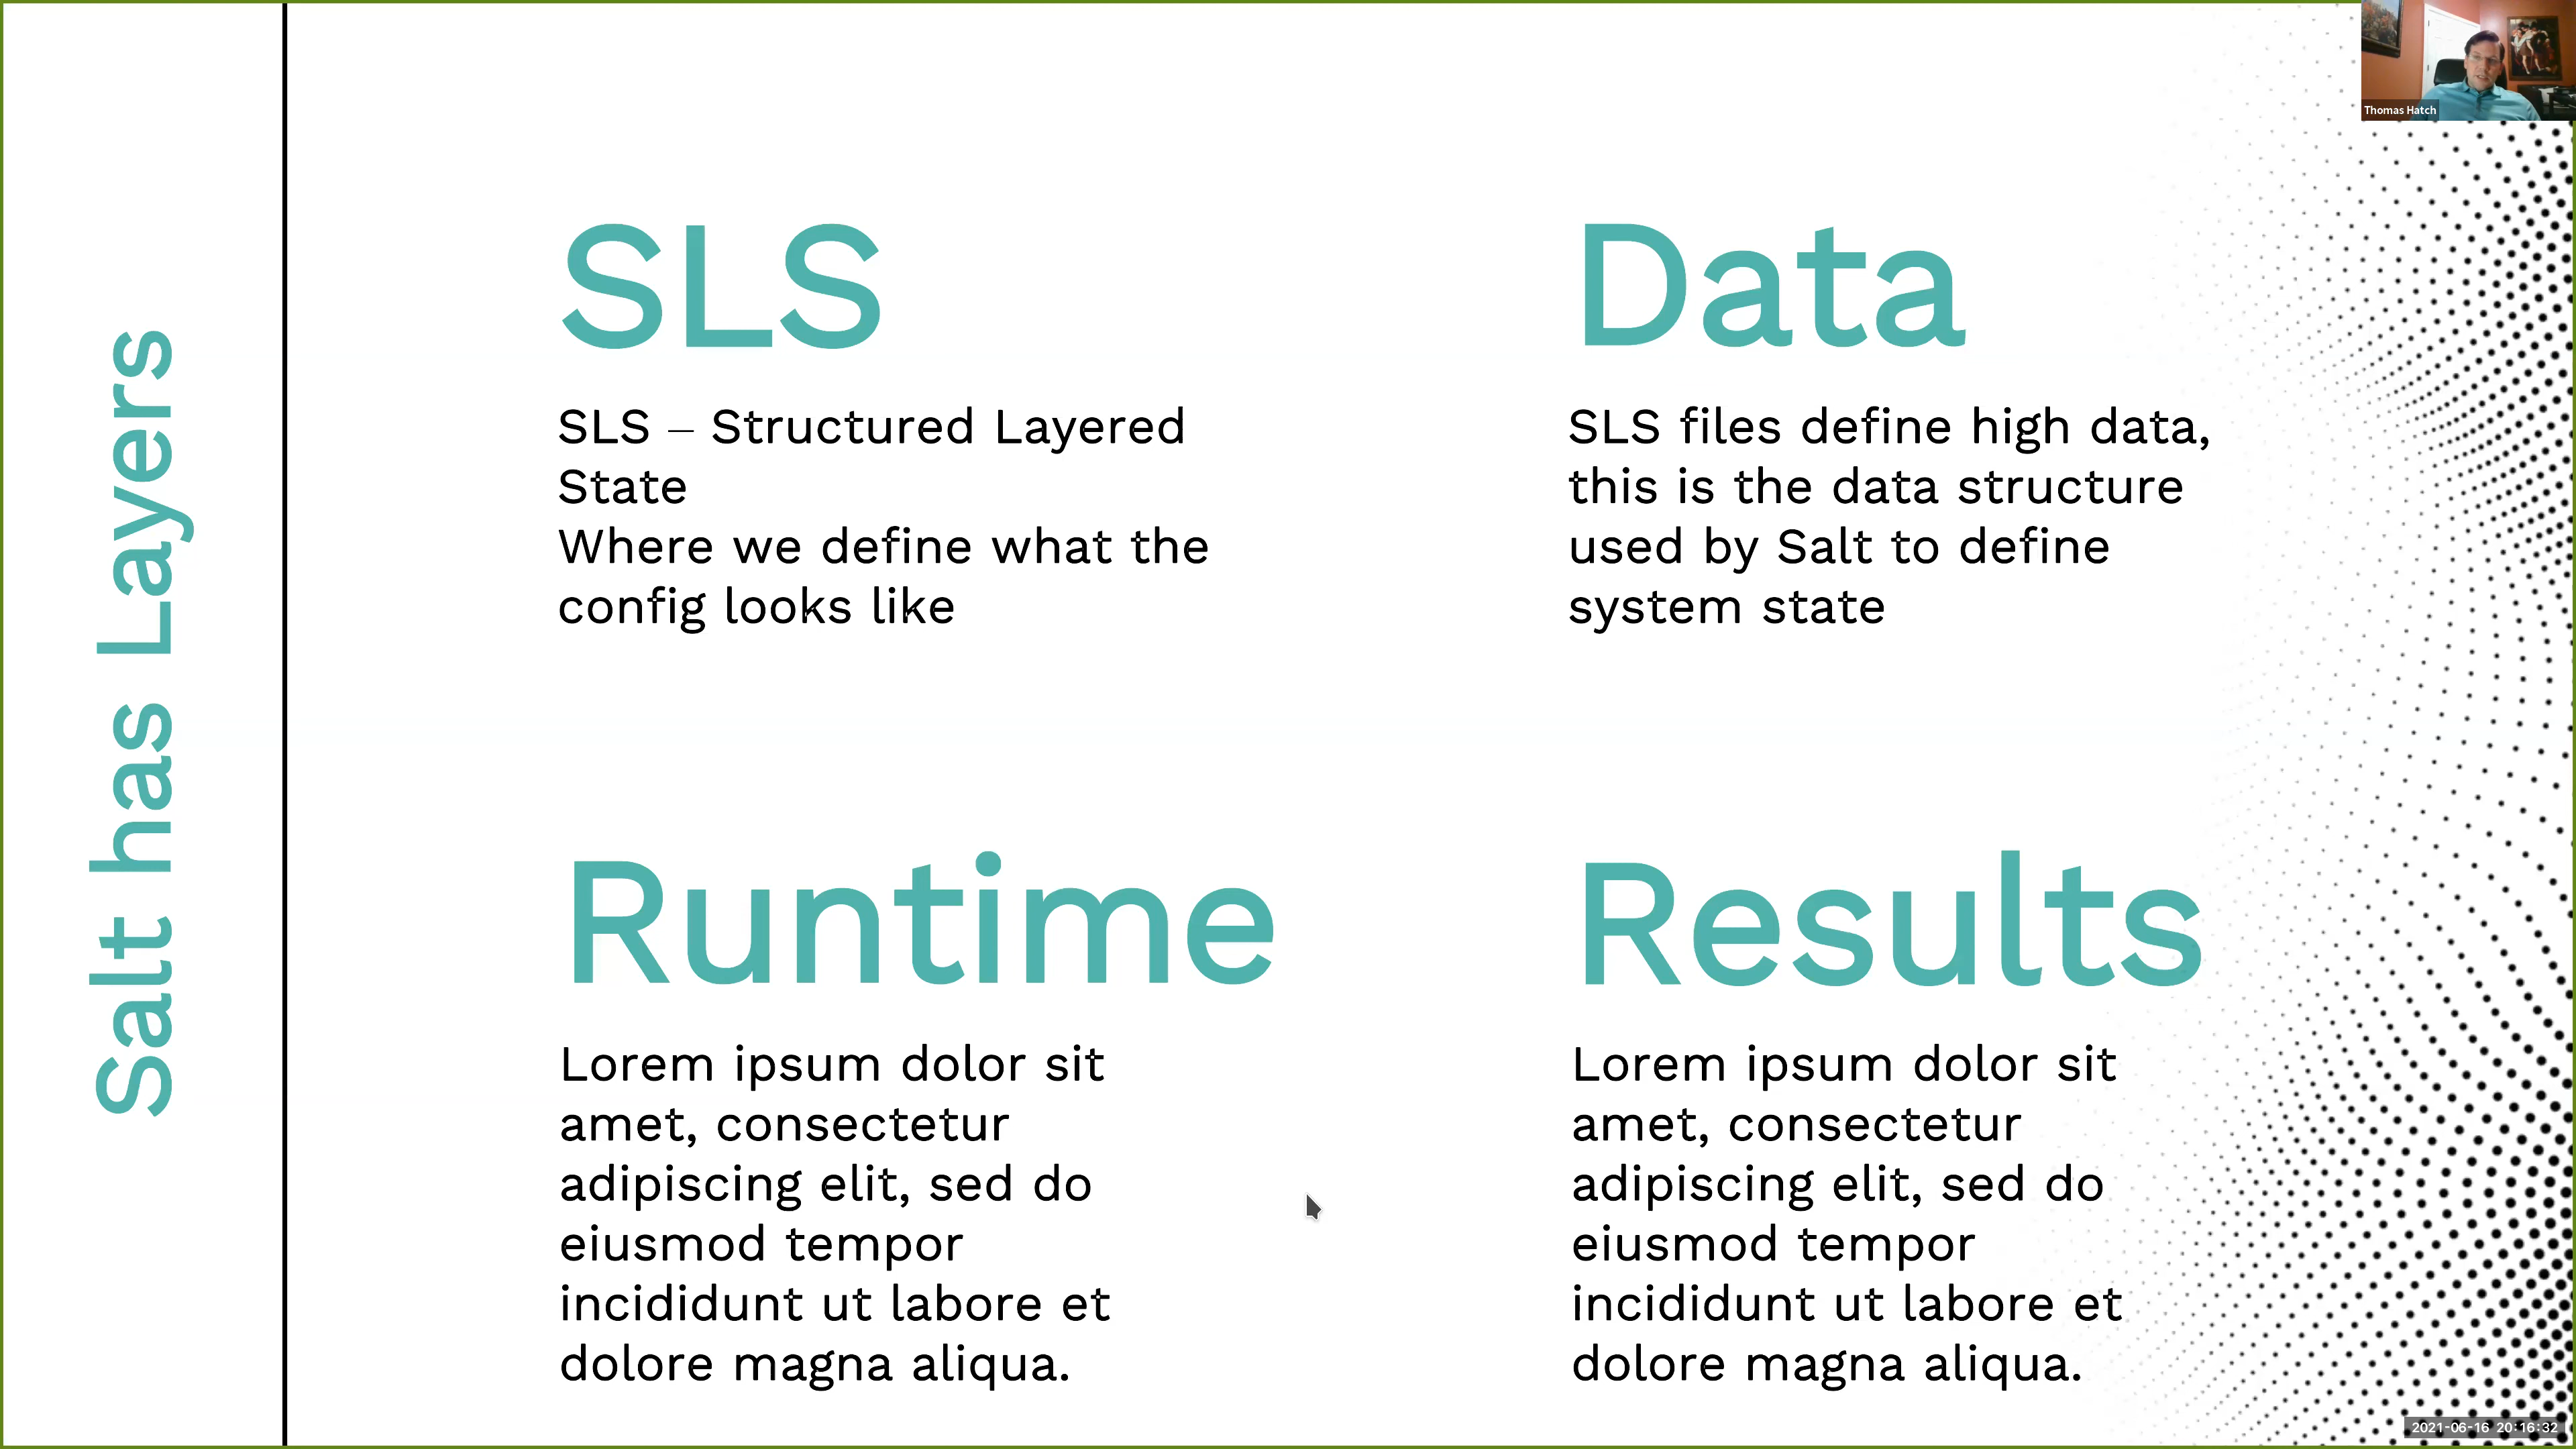 Thomas Hatch
Salt has Layers
SLS
SLS – Structured Layered
State
Where we define what the
config looks like
Data
SLS files define high data,
this is the data structure
used by Salt to define
system state
Runtime
Lorem ipsum dolor sit
amet, consectetur
adipiscing elit, sed do
eiusmod tempor
incididunt ut labore et
dolore magna aliqua.
Results
Lorem ipsum dolor sit
amet, consectetur
adipiscing elit, sed do
eiusmod tempor
incididunt ut labore et
dolore magna aliqua.
2021-06-16 20:16:32